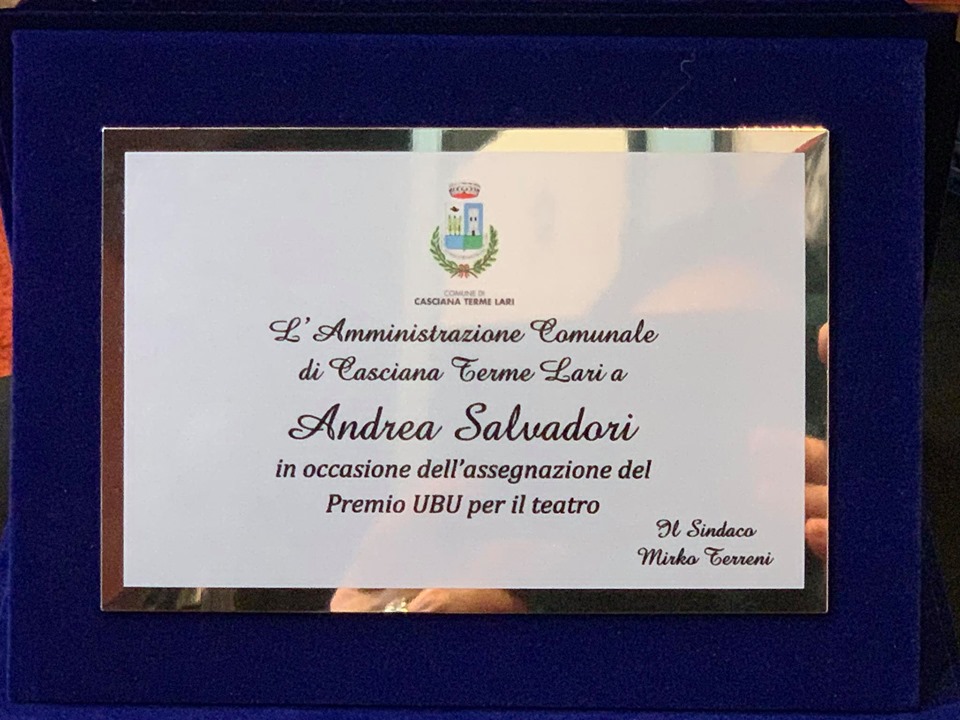 COMUNE DI
CASCIANA TERME LARI
L'Amministrazione Comunale
di Casciana Terme Lari a
Andrea Salvadori
in occasione dell'assegnazione del
Premio UBU per il teatro
Il Sindaco
Mirko Terreni